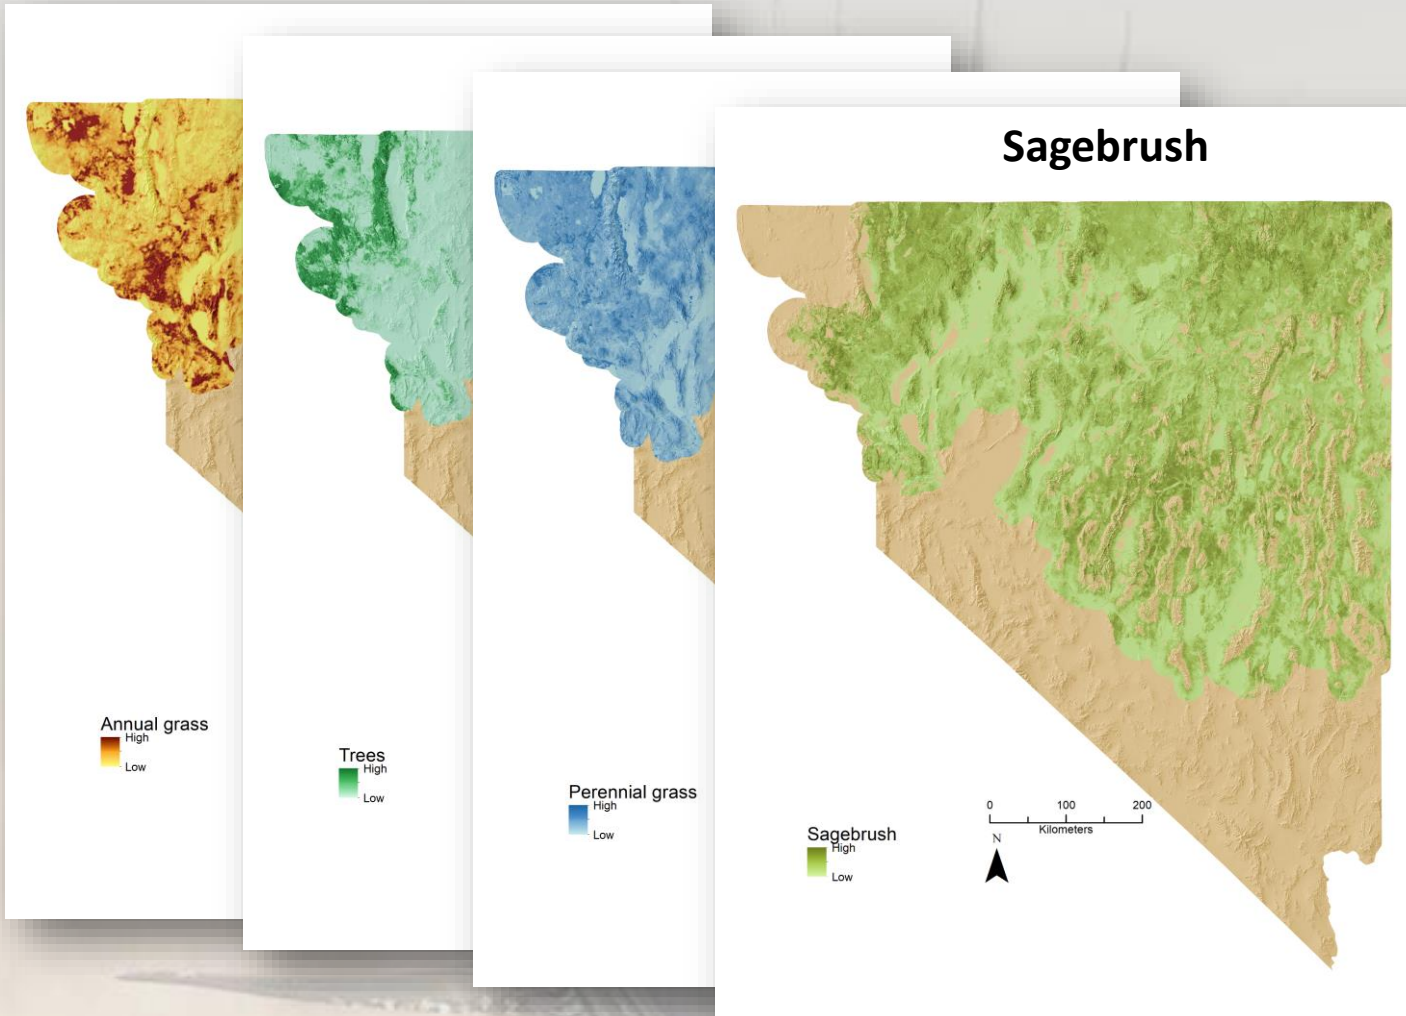 Sagebrush
Annual grass
High
Low
Trees
High
Low
Perennial grass
High
Low
Sagebrush
High
Low
0 100 200
Kilometers
N